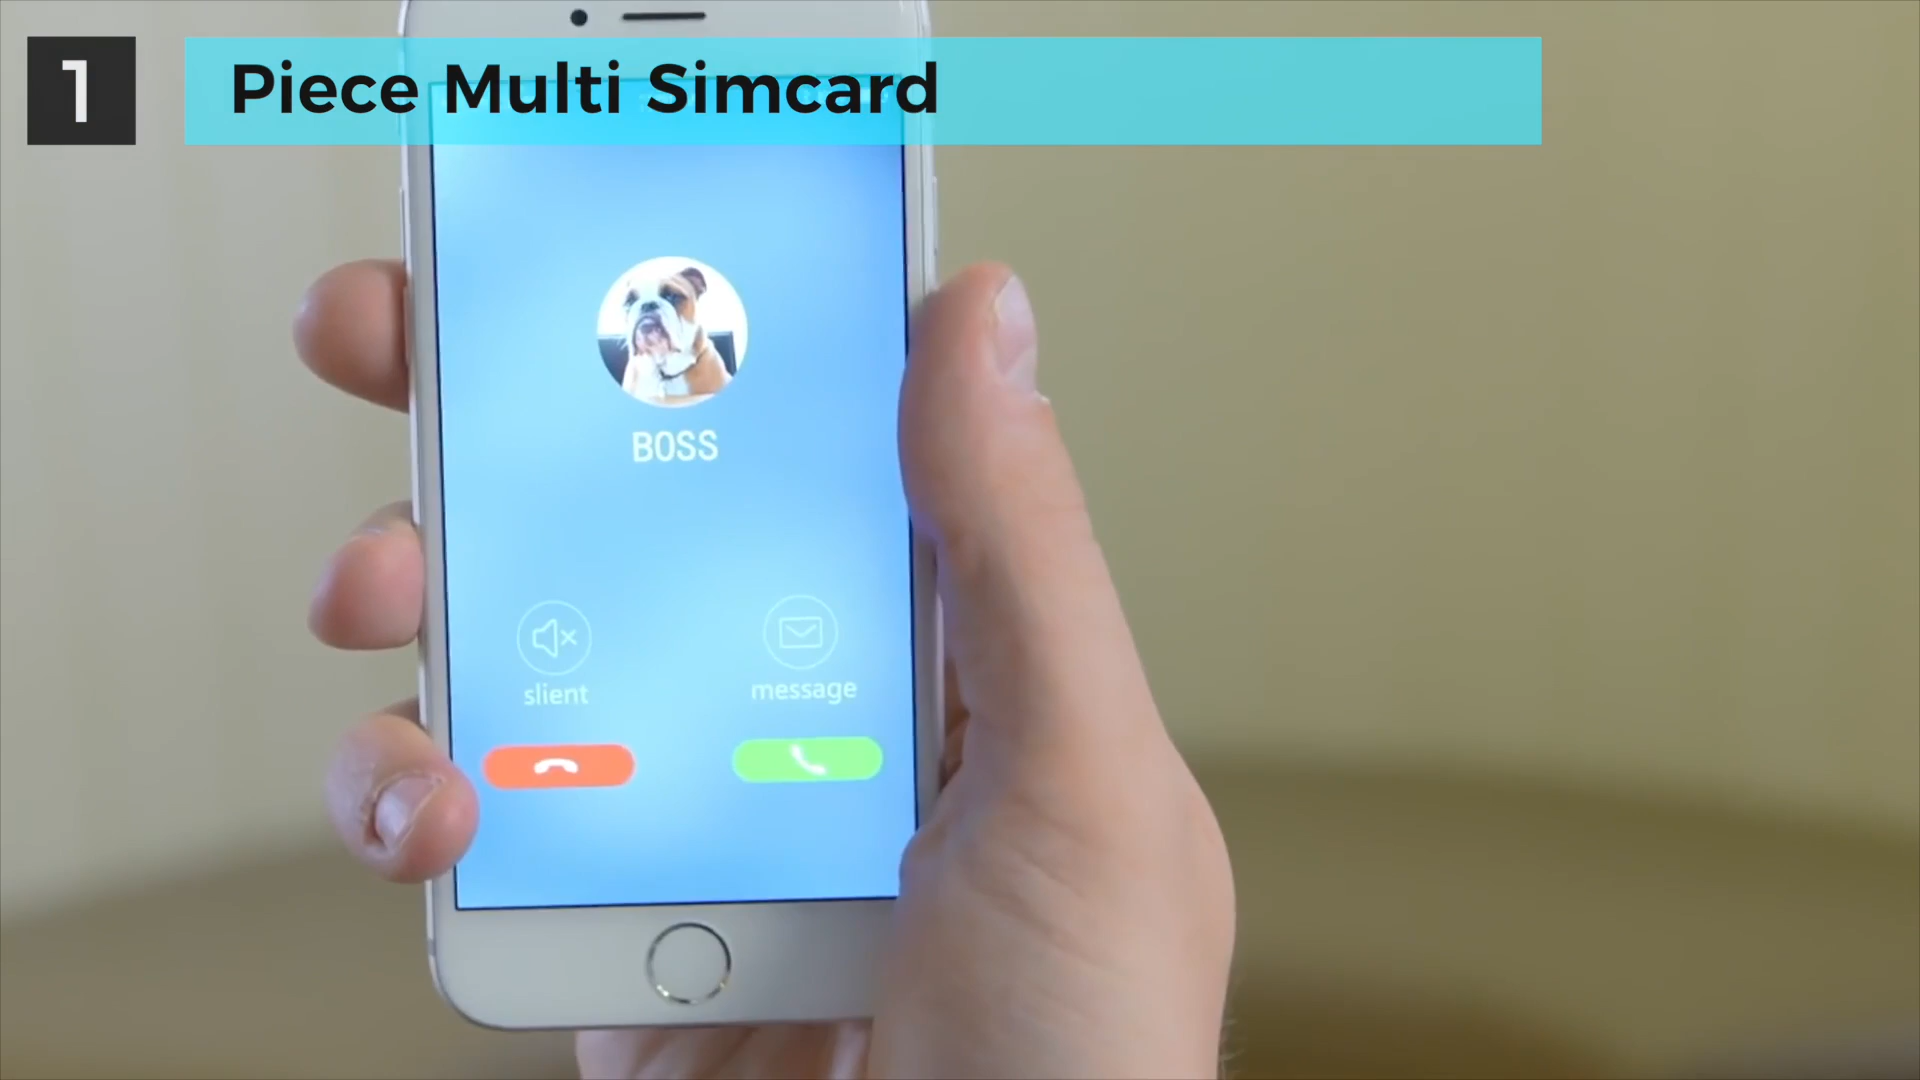 1
Piece Multi Simcard
BOSS
slient
message